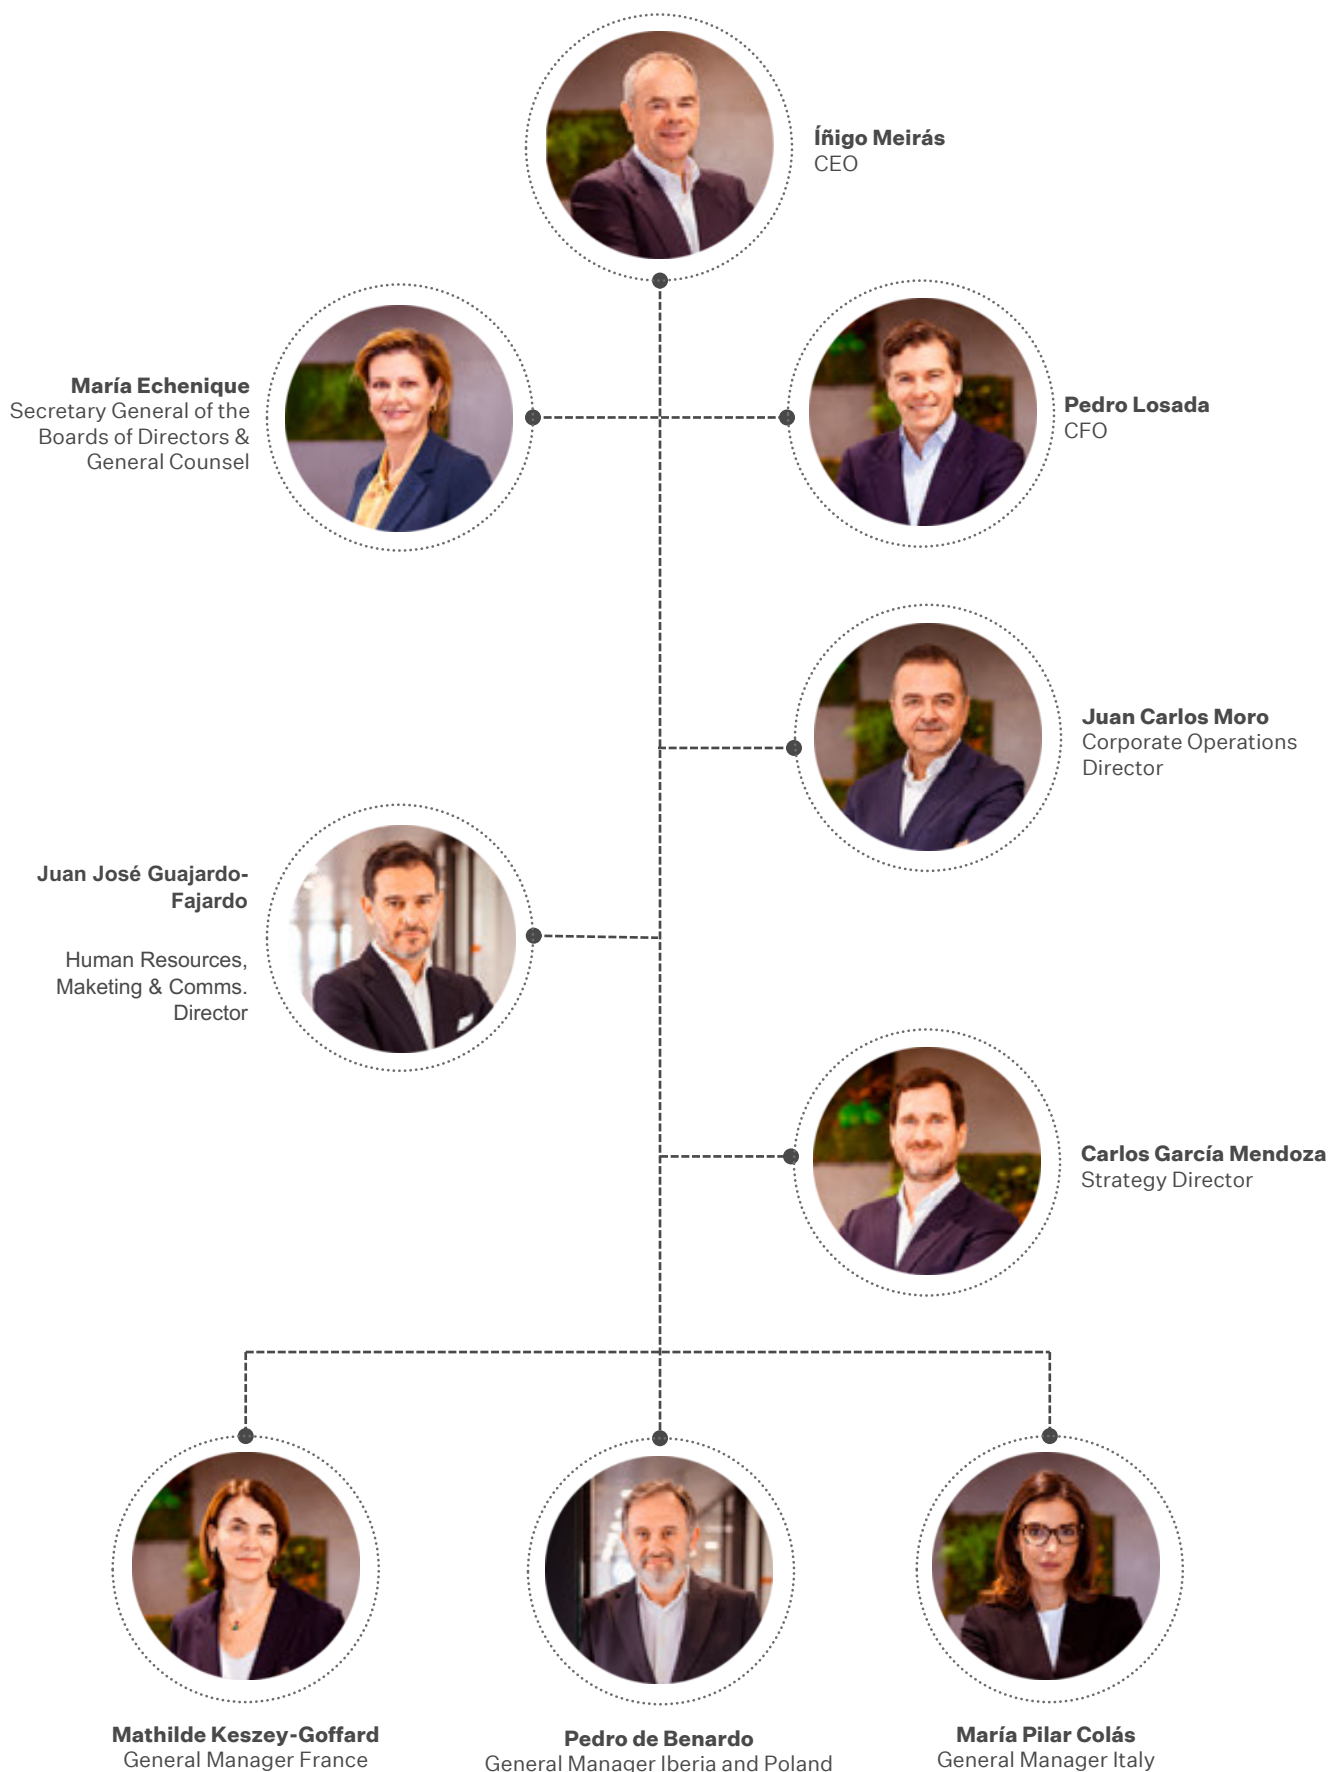 Íñigo Meirás
CEO
María Echenique
Secretary General of the
Boards of Directors &
General Counsel
Pedro Losada
CFO
Juan Carlos Moro
Corporate Operations
Director
Juan José Guajardo-
Fajardo
Human Resources,
Maketing & Comms.
Director
Carlos García Mendoza
Strategy Director
Mathilde Keszey-Goffard
General Manager France
Pedro de Benardo
General Manager Iberia and Poland
María Pilar Colás
General Manager Italy